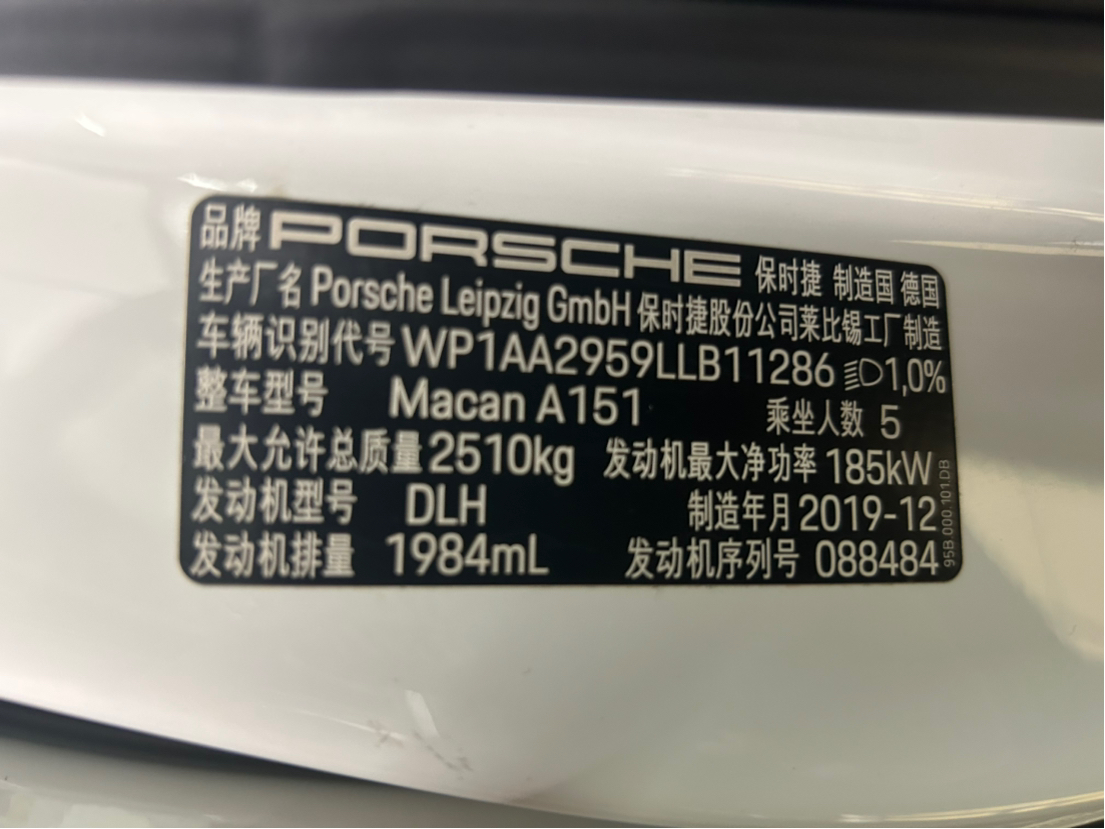 品牌 PORSCHE 保时捷 制造国 德国
生产厂名 Porsche Leipzig GmbH 保时捷股份公司莱比锡工厂制造
车辆识别代号 WP1AA2959LLB11286 1,0%
整车型号 Macan A151 乘坐人数 5
最大允许总质量 2510kg 发动机最大净功率 185kW
发动机型号 DLH 制造年月 2019-12
发动机排量 1984mL 发动机序列号 088484
95B.000.101.DB